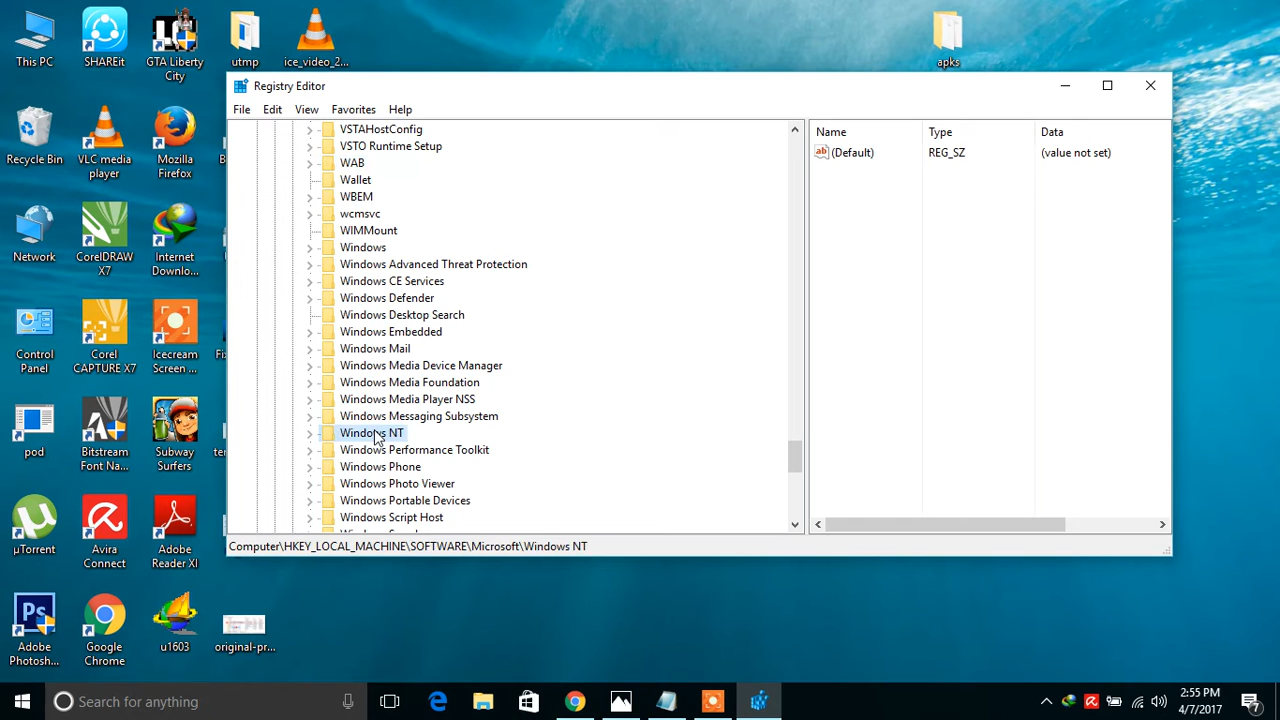 This PC
SHAREit
GTA Liberty
City
utmp
ice_video_2...
apks
Recycle Bin
VLC media
player
Mozilla
Firefox
Network
CorelDRAW
X7
Internet
Downlo...
Control
Panel
Corel
CAPTURE X7
Icecream
Screen ...
pod
Bitstream
Font Na...
Subway
Surfers
µTorrent
Avira
Connect
Adobe
Reader XI
Adobe
Photosh...
Google
Chrome
u1603
original-pr...
Registry Editor
File Edit View Favorites Help
VSTAHostConfig
VSTO Runtime Setup
WAB
Wallet
WBEM
wcmsvc
WIMMount
Windows
Windows Advanced Threat Protection
Windows CE Services
Windows Defender
Windows Desktop Search
Windows Embedded
Windows Mail
Windows Media Device Manager
Windows Media Foundation
Windows Media Player NSS
Windows Messaging Subsystem
Windows NT
Windows Performance Toolkit
Windows Phone
Windows Photo Viewer
Windows Portable Devices
Windows Script Host
Name Type Data
(Default) REG_SZ (value not set)
Computer\HKEY_LOCAL_MACHINE\SOFTWARE\Microsoft\Windows NT
Search for anything
2:55 PM
4/7/2017
7